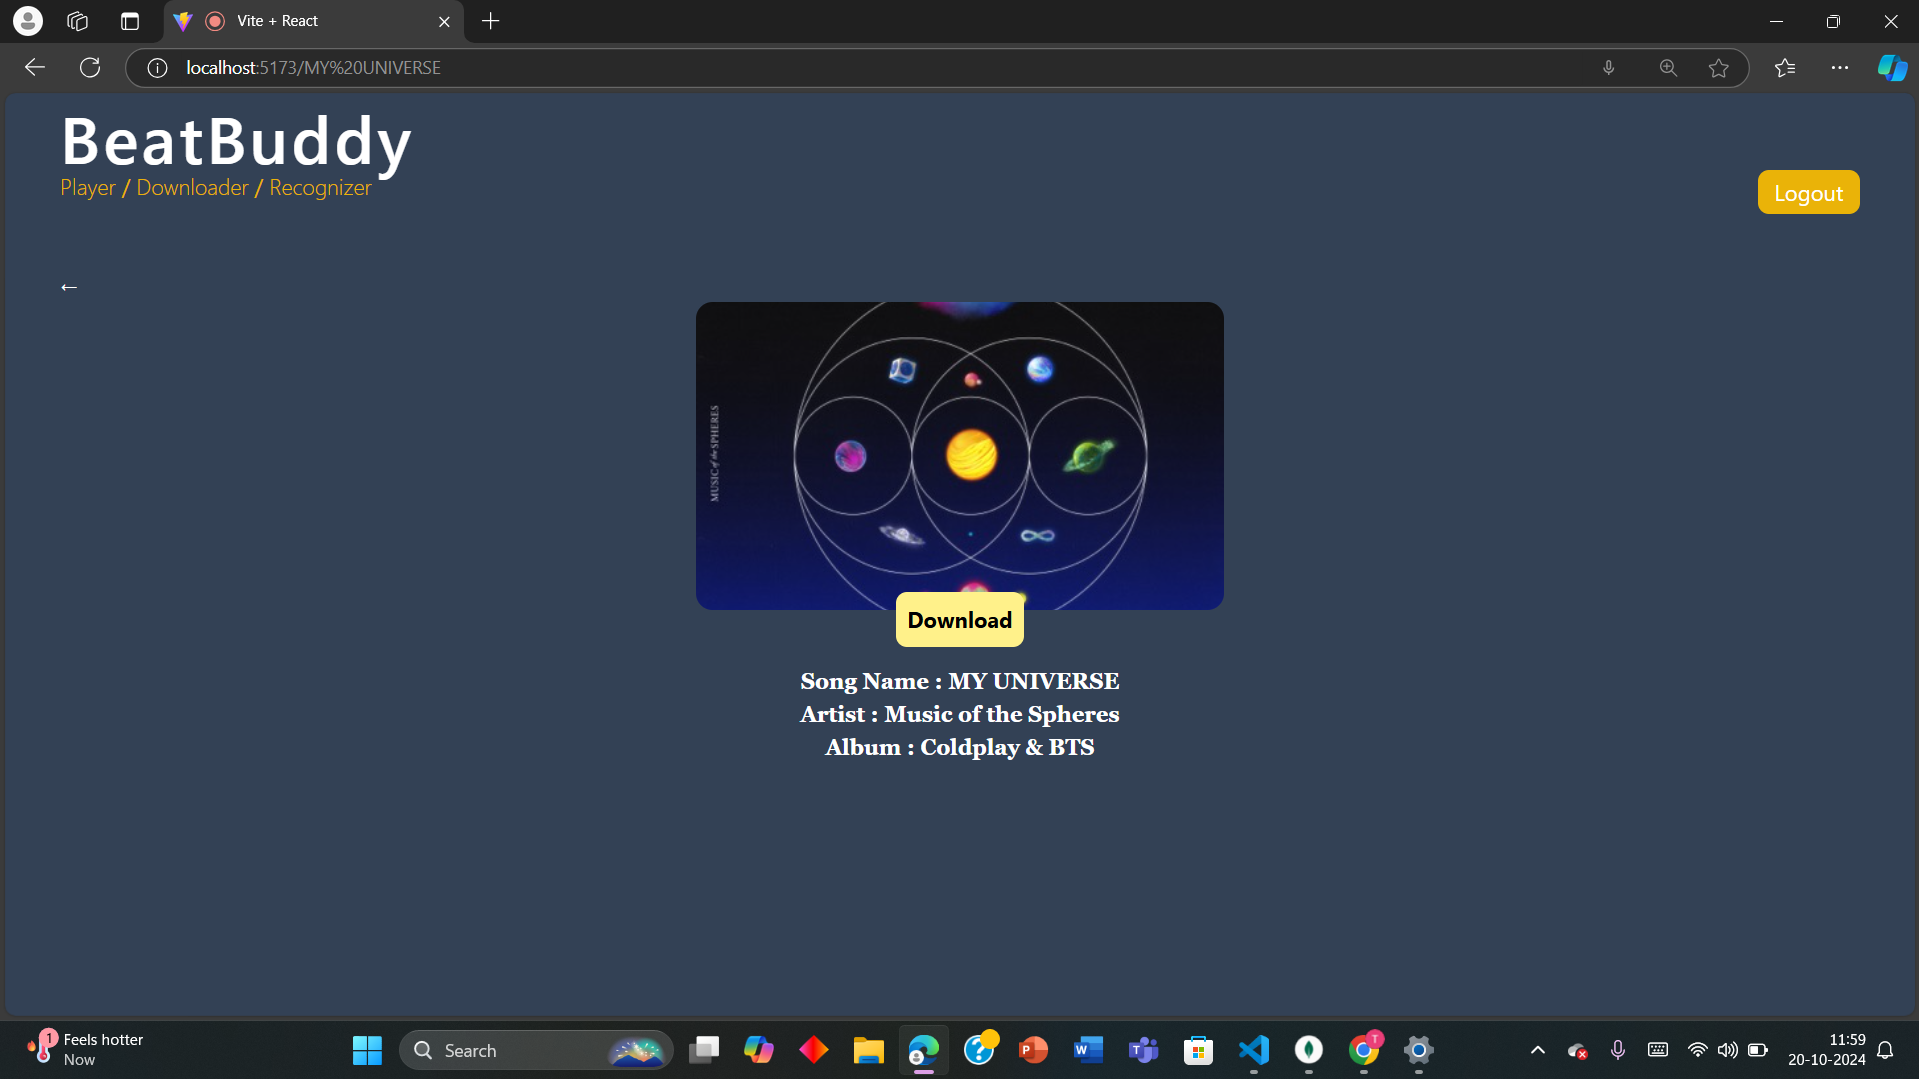 Vite + React
localhost:5173/MY%20UNIVERSE
BeatBuddy
Player / Downloader / Recognizer
Logout
←
MUSIC of the SPHERES
Download
Song Name : MY UNIVERSE
Artist : Music of the Spheres
Album : Coldplay & BTS
1
Feels hotter
Now
Search
T
11:59
20-10-2024